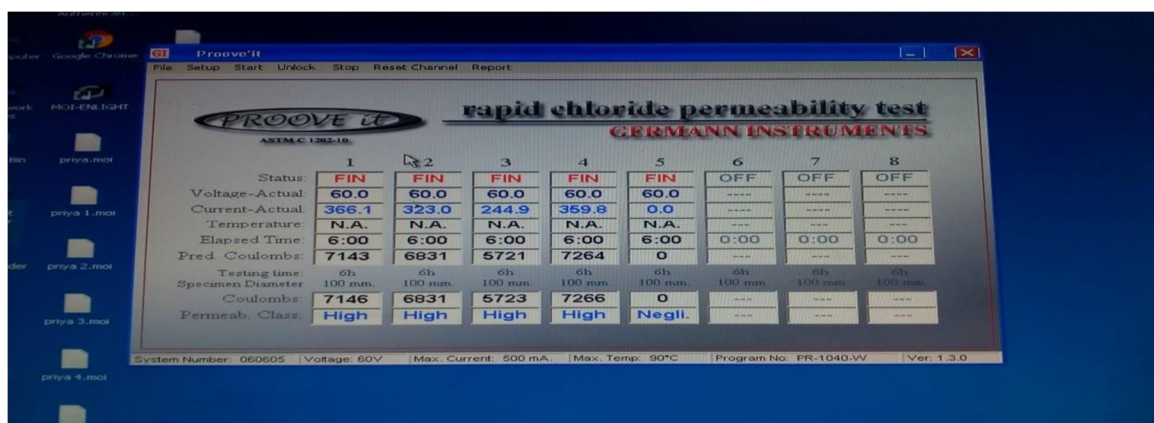 Google Chrome
MOI-ENLIGHT
priya.moi
priya 1.moi
priya 2.moi
priya 3.moi
priya 4.moi
GI Proove'it
File Setup Start Unlock Stop Reset Channel Report
PROOVE it
ASTM C 1202-10
rapid chloride permeability test
GERMANN INSTRUMENTS
1 2 3 4 5 6 7 8
Status: FIN FIN FIN FIN FIN OFF OFF OFF
Voltage-Actual: 60.0 60.0 60.0 60.0 60.0 ---- ---- ----
Current-Actual: 366.1 323.0 244.9 359.8 0.0 ---- ---- ----
Temperature: N.A. N.A. N.A. N.A. N.A. --- --- ---
Elapsed Time: 6:00 6:00 6:00 6:00 6:00 0:00 0:00 0:00
Pred. Coulombs: 7143 6831 5721 7264 0 ---- ---- ----
Testing time: 6h 6h 6h 6h 6h 6h 6h 6h
Specimen Diameter 100 mm. 100 mm. 100 mm. 100 mm. 100 mm. 100 mm. 100 mm. 100 mm.
Coulombs: 7146 6831 5723 7266 0 --- --- ---
Permeab. Class: High High High High Negli. --- --- ---
System Number: 060605 Voltage: 60V Max. Current: 500 mA. Max. Temp: 90°C Program No: PR-1040-W Ver: 1.3.0